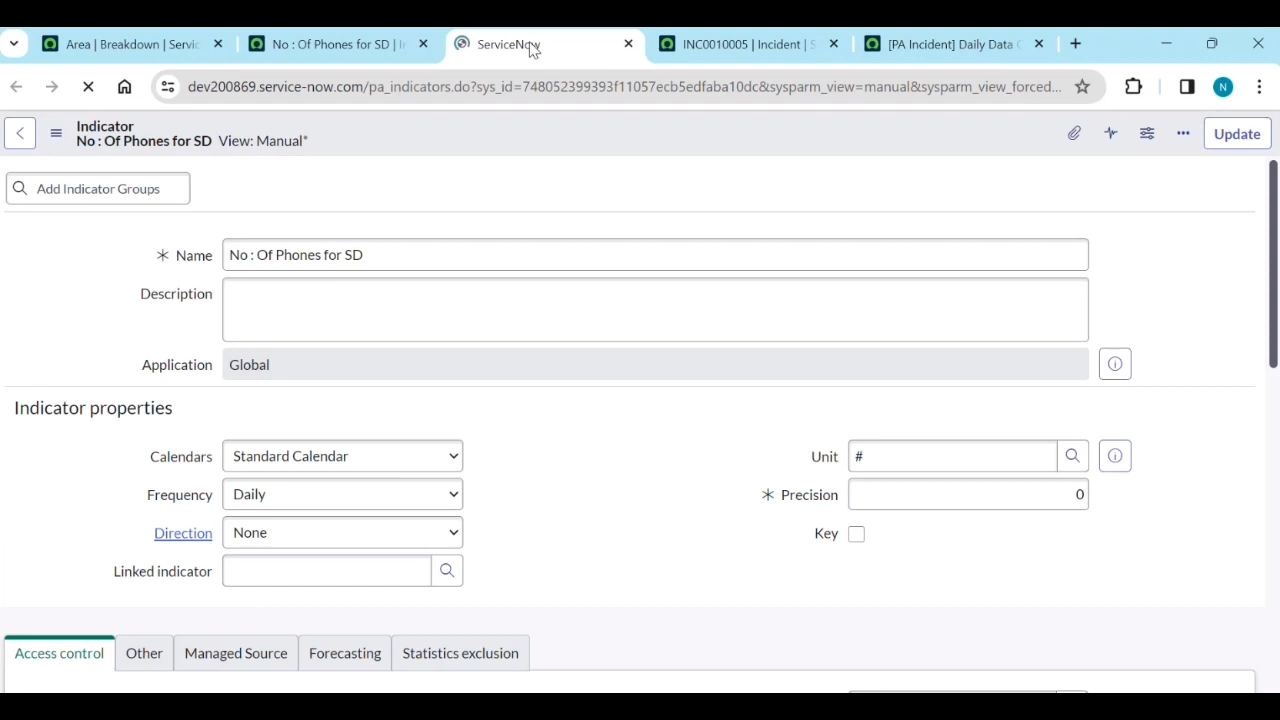 Area | Breakdown | Servic
No : Of Phones for SD | I
ServiceNow
INC0010005 | Incident | S
[PA Incident] Daily Data C
dev200869.service-now.com/pa_indicators.do?sys_id=748052399393f11057ecb5edfaba10dc&sysparm_view=manual&sysparm_view_forced...
N
Indicator
No : Of Phones for SD View: Manual*
Update
Add Indicator Groups
* Name No : Of Phones for SD
Description
Application Global
Indicator properties
Calendars Standard Calendar Unit #
Frequency Daily * Precision 0
Direction None Key
Linked indicator
Access control Other Managed Source Forecasting Statistics exclusion